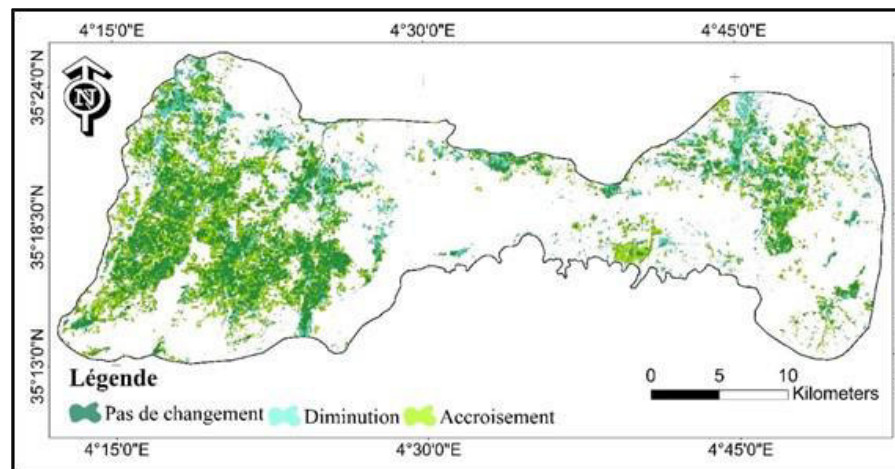 4°15'0"E 4°30'0"E 4°45'0"E
35°24'0"N
35°18'30"N
35°13'0"N
N
Légende
Pas de changement Diminution Accroisement
0 5 10
Kilometers
4°15'0"E 4°30'0"E 4°45'0"E